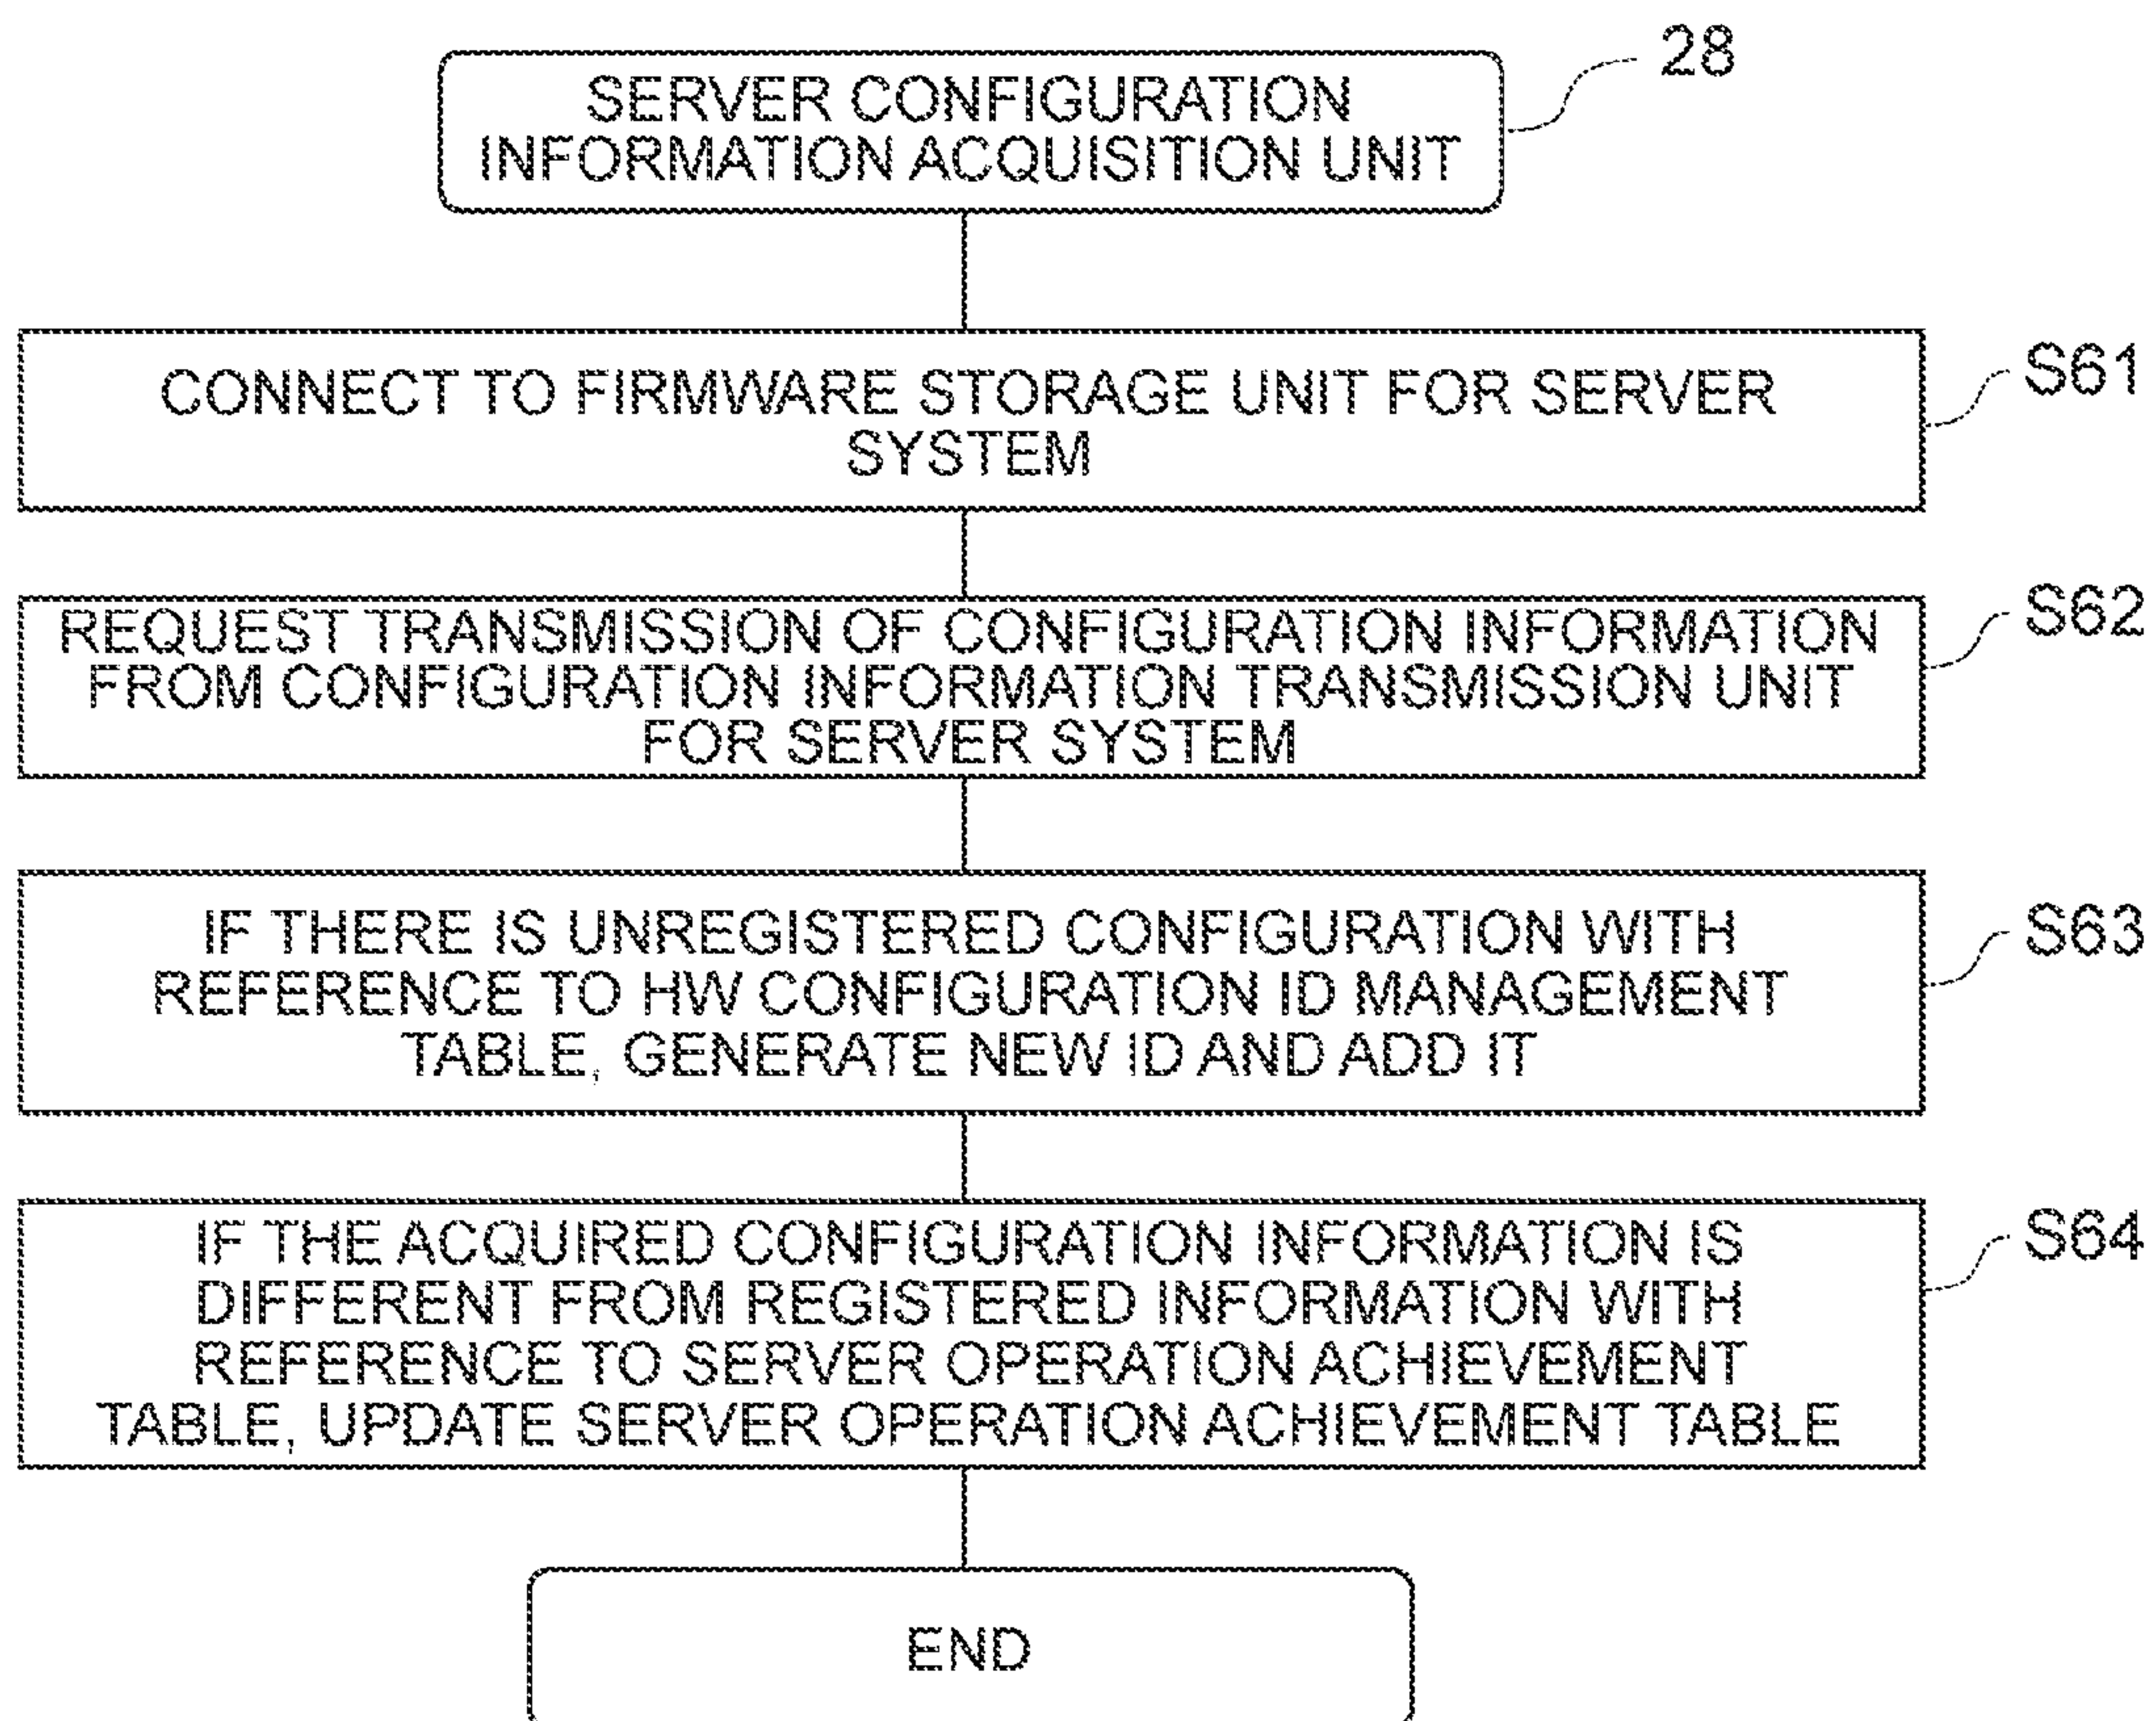 28
SERVER CONFIGURATION
INFORMATION ACQUISITION UNIT
S61
CONNECT TO FIRMWARE STORAGE UNIT FOR SERVER
SYSTEM
S62
REQUEST TRANSMISSION OF CONFIGURATION INFORMATION
FROM CONFIGURATION INFORMATION TRANSMISSION UNIT
FOR SERVER SYSTEM
S63
IF THERE IS UNREGISTERED CONFIGURATION WITH
REFERENCE TO HW CONFIGURATION ID MANAGEMENT
TABLE, GENERATE NEW ID AND ADD IT
S64
IF THE ACQUIRED CONFIGURATION INFORMATION IS
DIFFERENT FROM REGISTERED INFORMATION WITH
REFERENCE TO SERVER OPERATION ACHIEVEMENT
TABLE, UPDATE SERVER OPERATION ACHIEVEMENT TABLE
END